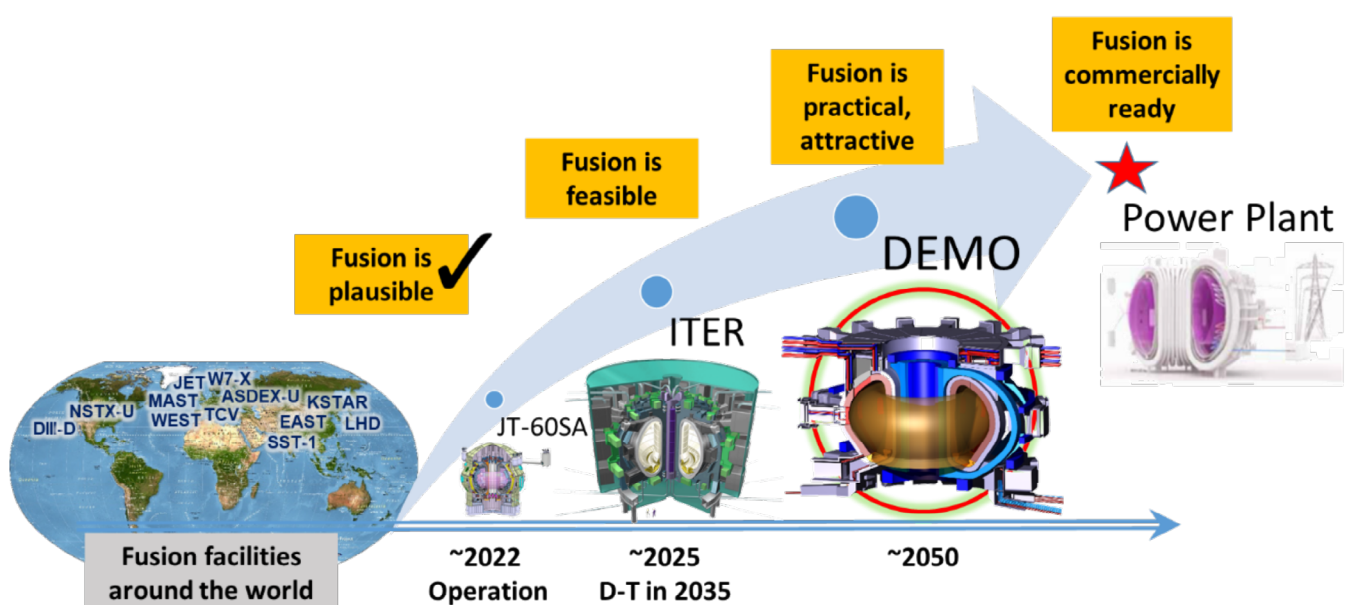 Fusion is
commercially
ready
Fusion is
practical,
attractive
Fusion is
feasible
Fusion is
plausible
Power Plant
DEMO
ITER
JT-60SA
JET W7-X
MAST ASDEX-U KSTAR
NSTX-U
WEST TCV EAST LHD
DIII-D
SST-1
Fusion facilities
around the world
~2022
Operation
~2025
D-T in 2035
~2050